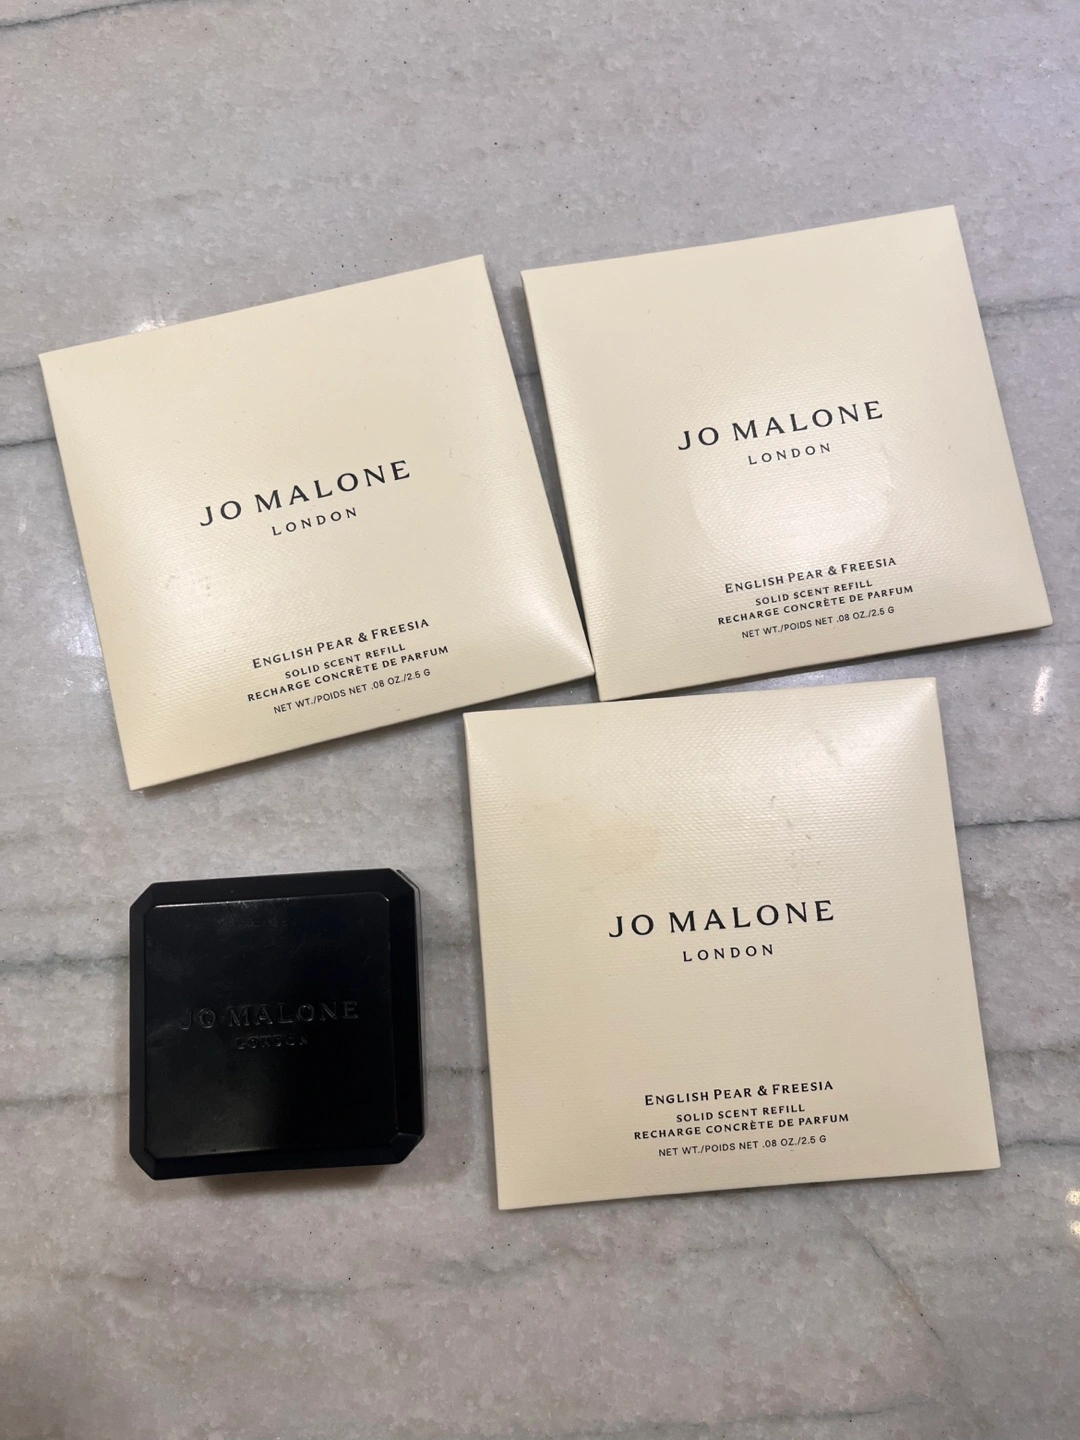 JO MALONE
LONDON
ENGLISH PEAR & FREESIA
SOLID SCENT REFILL
RECHARGE CONCRÈTE DE PARFUM
NET WT./POIDS NET .08 OZ./2.5 G
JO MALONE
LONDON
ENGLISH PEAR & FREESIA
SOLID SCENT REFILL
RECHARGE CONCRÈTE DE PARFUM
NET WT./POIDS NET .08 OZ./2.5 G
JO MALONE
LONDON
JO MALONE
LONDON
ENGLISH PEAR & FREESIA
SOLID SCENT REFILL
RECHARGE CONCRÈTE DE PARFUM
NET WT./POIDS NET .08 OZ./2.5 G